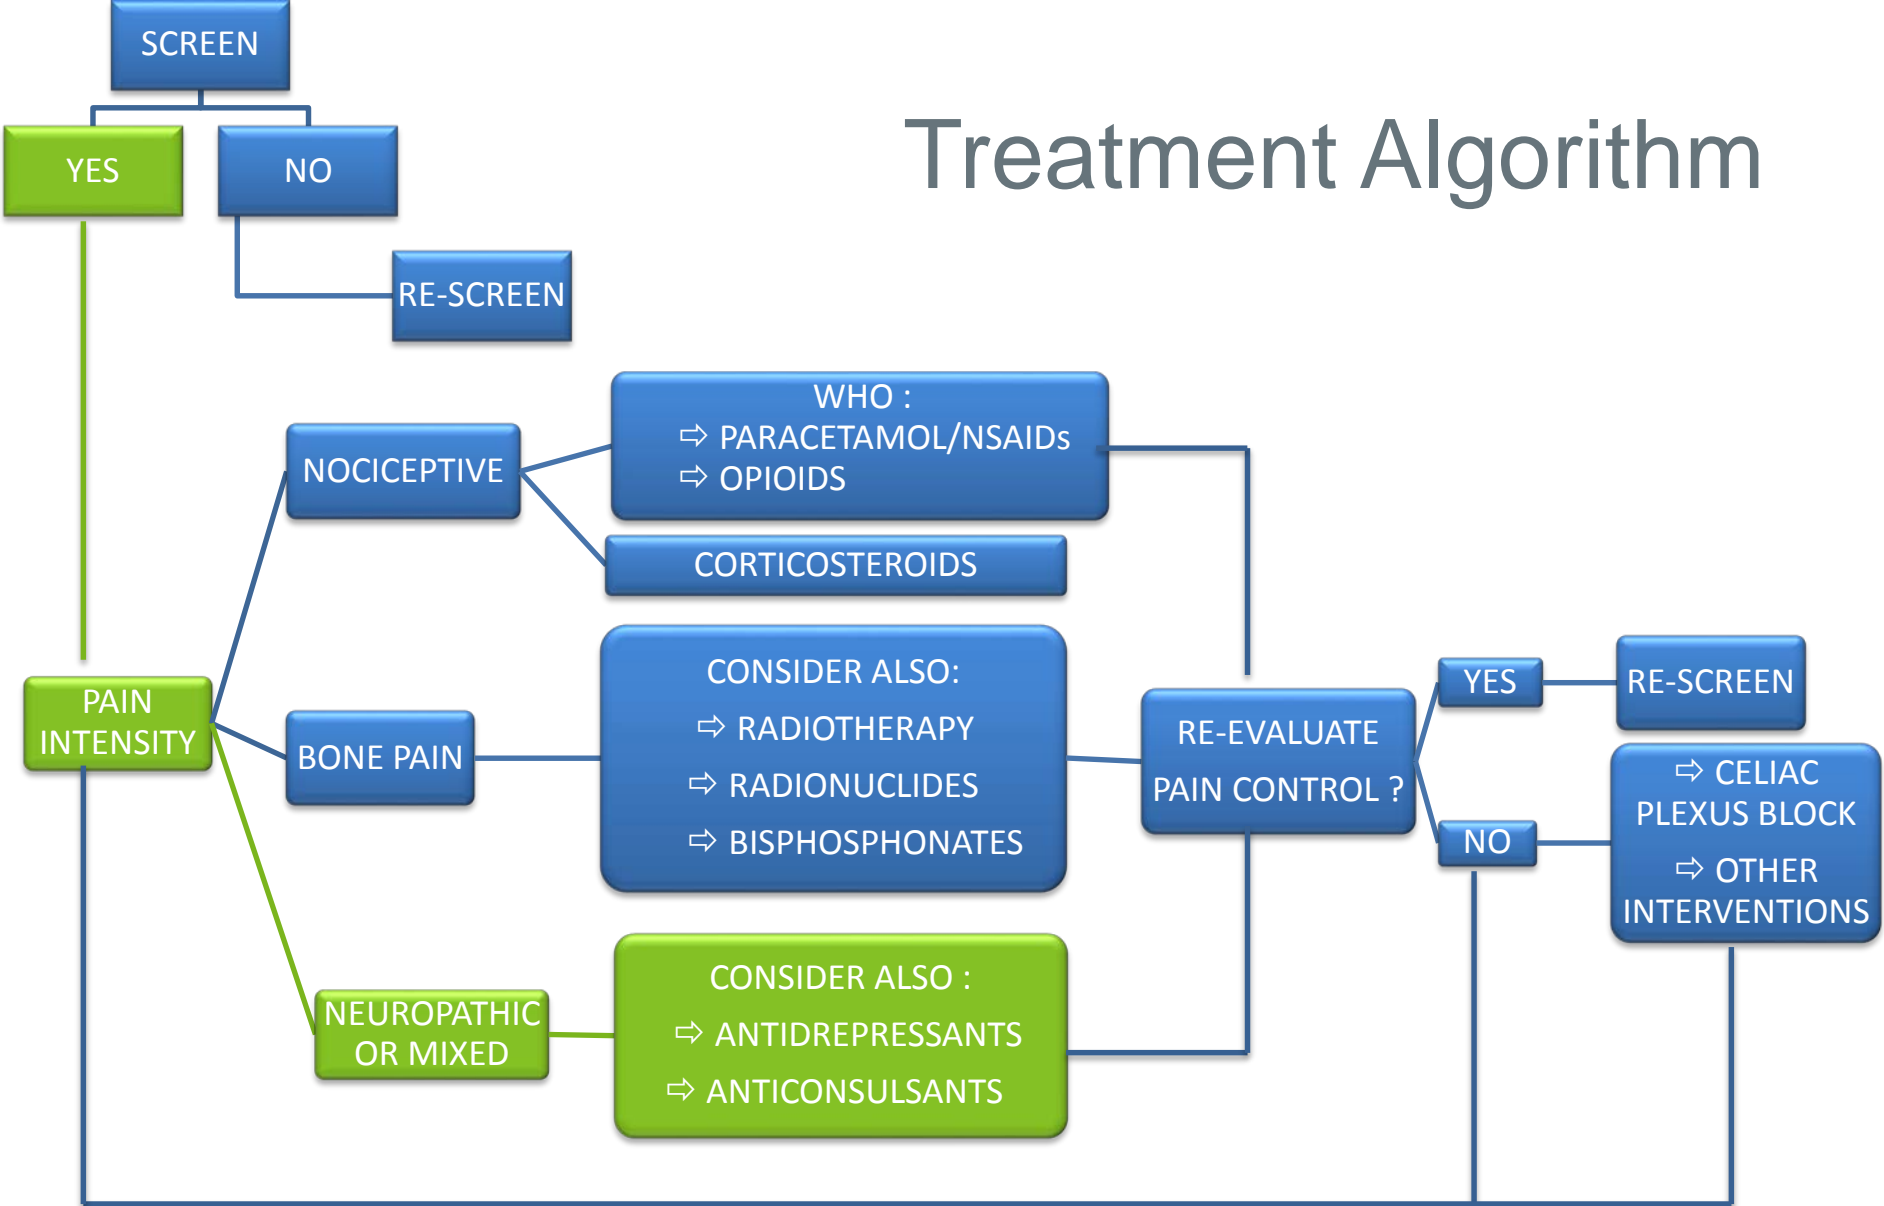 SCREEN
Treatment Algorithm
YES
NO
RE-SCREEN
WHO :
⇨ PARACETAMOL/NSAIDs
⇨ OPIOIDS
NOCICEPTIVE
CORTICOSTEROIDS
PAIN
INTENSITY
BONE PAIN
CONSIDER ALSO:
⇨ RADIOTHERAPY
⇨ RADIONUCLIDES
⇨ BISPHOSPHONATES
RE-EVALUATE
PAIN CONTROL ?
YES
RE-SCREEN
NO
⇨ CELIAC
PLEXUS BLOCK
⇨ OTHER
INTERVENTIONS
NEUROPATHIC
OR MIXED
CONSIDER ALSO :
⇨ ANTIDREPRESSANTS
⇨ ANTICONSULSANTS